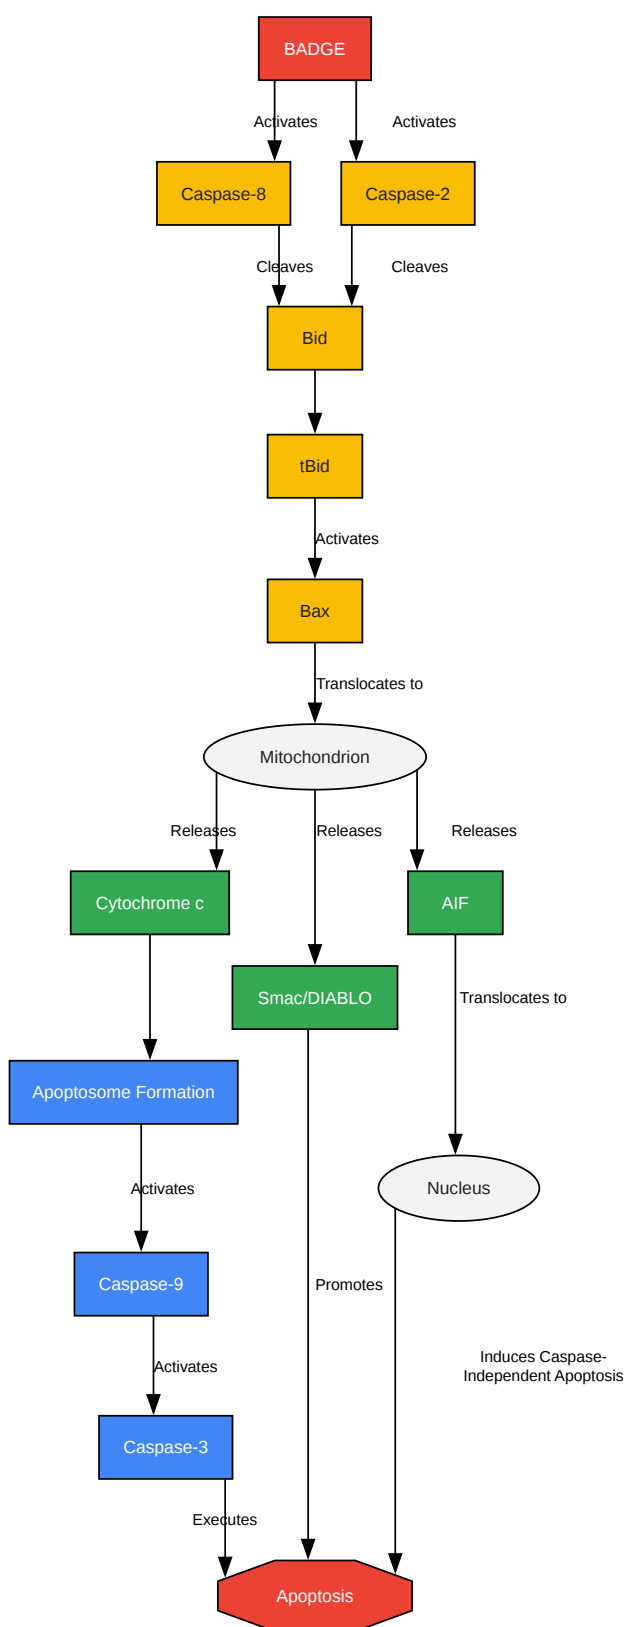 BADGE
Activates
Activates
Caspase-8
Caspase-2
Cleaves
Cleaves
Bid
tBid
Activates
Bax
Translocates to
Mitochondrion
Releases
Releases
Releases
Cytochrome c
AIF
Smac/DIABLO
Translocates to
Apoptosome Formation
Activates
Nucleus
Caspase-9
Promotes
Activates
Induces Caspase-
Independent Apoptosis
Caspase-3
Executes
Apoptosis